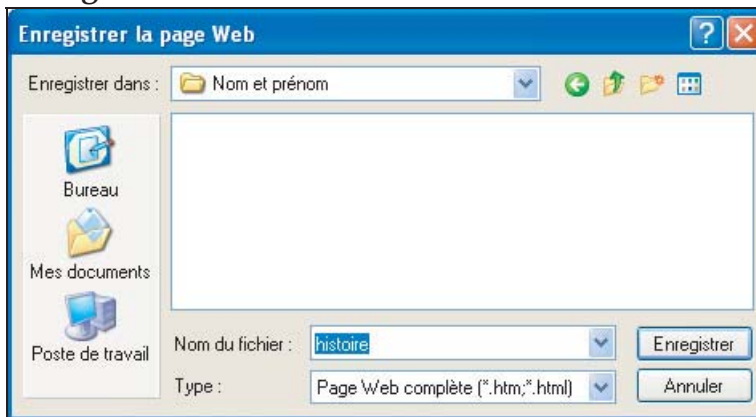 Enregistrer la page Web
Enregistrer dans : Nom et prénom
Bureau
Mes documents
Poste de travail
Nom du fichier : histoire Enregistrer
Type : Page Web complète (*.htm;*.html) Annuler